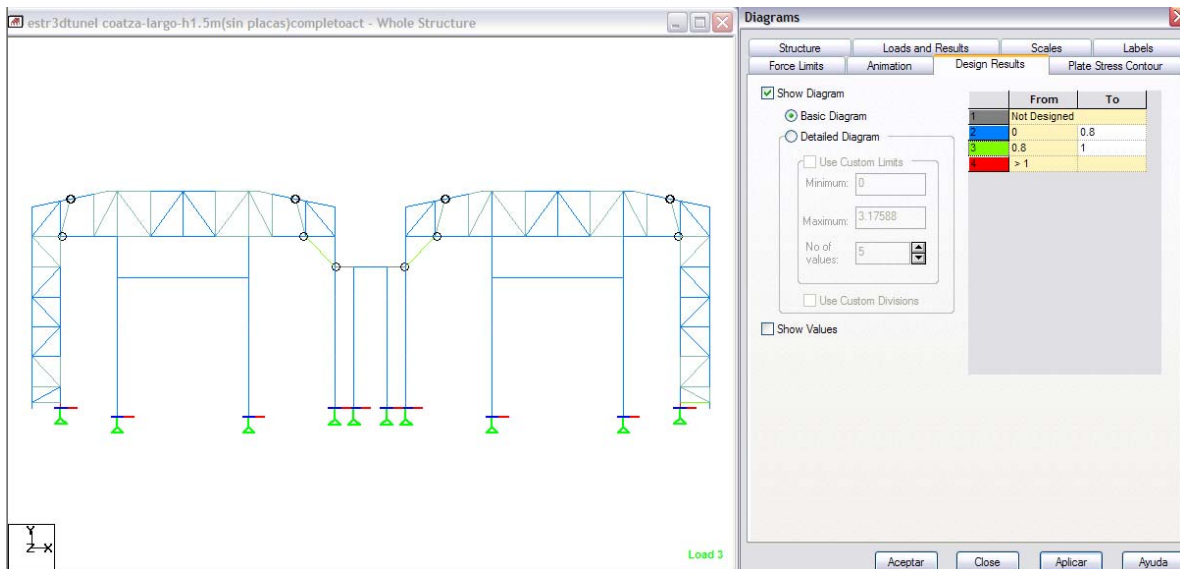 estr3dtunel coatza-largo-h1.5m(sin placas)completoact - Whole Structure
Y
Z X
Load 3
Diagrams
Structure Loads and Results Scales Labels
Force Limits Animation Design Results Plate Stress Contour
Show Diagram
Basic Diagram
Detailed Diagram
Use Custom Limits
Minimum: 0
Maximum: 3.17588
No of
values: 5
Use Custom Divisions
Show Values
From To
1 Not Designed
2 0 0.8
3 0.8 1
4 > 1
Aceptar Close Aplicar Ayuda